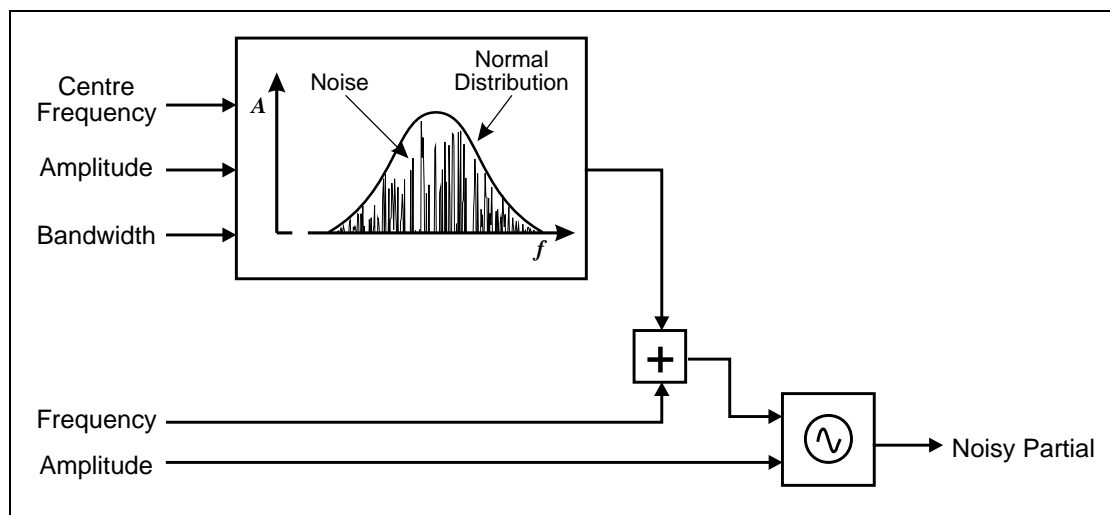 Centre
Frequency
Amplitude
Bandwidth
A
Noise
Normal
Distribution
f
+
Frequency
Amplitude
Noisy Partial